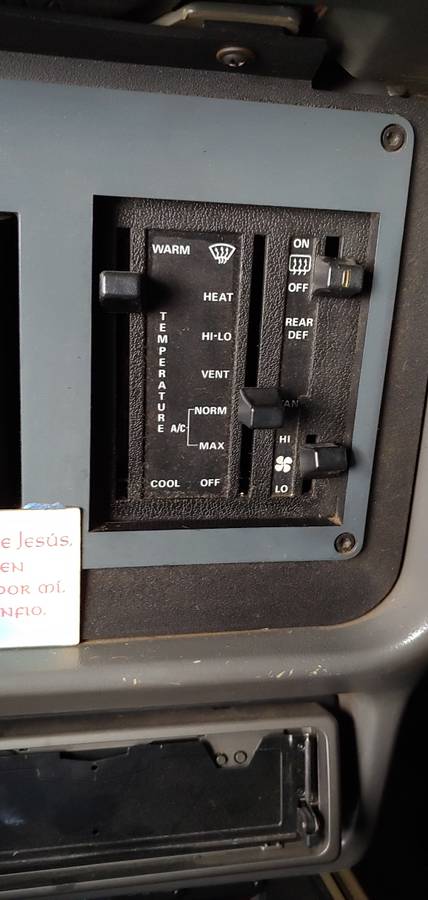 WARM
HEAT
HI-LO
VENT
NORM
A/C
MAX
COOL OFF
TEMPERATURE
ON
OFF
REAR
DEF
HI
LO
E JESÚS.
EN
POR MÍ.
NFIO.